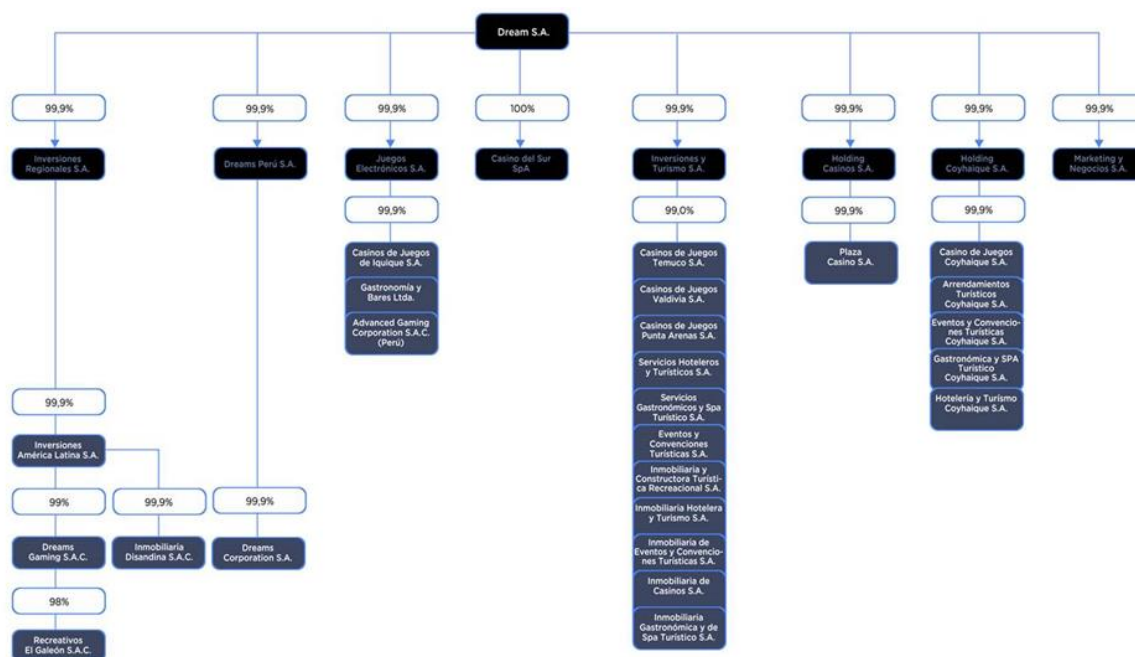 Dream S.A.
99,9%
99,9%
99,9%
100%
99,9%
99,9%
99,9%
99,9%
Inversiones
Regionales S.A.
Dreams Perú S.A.
Juegos
Electrónicos S.A.
Casino del Sur
SpA
Inversiones y
Turismo S.A.
Holding
Casinos S.A.
Holding
Coyhaique S.A.
Marketing y
Negocios S.A.
99,9%
99,0%
99,9%
99,9%
Casinos de Juegos
de Iquique S.A.
Gastronomía y
Bares Ltda.
Advanced Gaming
Corporation S.A.C.
(Perú)
Casinos de Juegos
Temuco S.A.
Casinos de Juegos
Valdivia S.A.
Casinos de Juegos
Punta Arenas S.A.
Servicios Hoteleros
y Turísticos S.A.
Servicios
Gastronómicos y Spa
Turístico S.A.
Eventos y
Convenciones
Turísticas S.A.
Inmobiliaria y
Constructora Turísti-
ca Recreacional S.A.
Inmobiliaria Hotelera
y Turismo S.A.
Inmobiliaria de
Eventos y Convencio-
nes Turísticas S.A.
Inmobiliaria de
Casinos S.A.
Inmobiliaria
Gastronómica y de
Spa Turístico S.A.
Plaza
Casino S.A.
Casino de Juegos
Coyhaique S.A.
Arrendamientos
Turísticos
Coyhaique S.A.
Eventos y Convencio-
nes Turísticas
Coyhaique S.A.
Gastronómica y SPA
Turístico
Coyhaique S.A.
Hotelería y Turísmo
Coyhaique S.A.
99,9%
Inversiones
América Latina S.A.
99%
99,9%
99,9%
Dreams
Gaming S.A.C.
Inmobiliaria
Disandina S.A.C.
Dreams
Corporation S.A.
98%
Recreativos
El Galeón S.A.C.